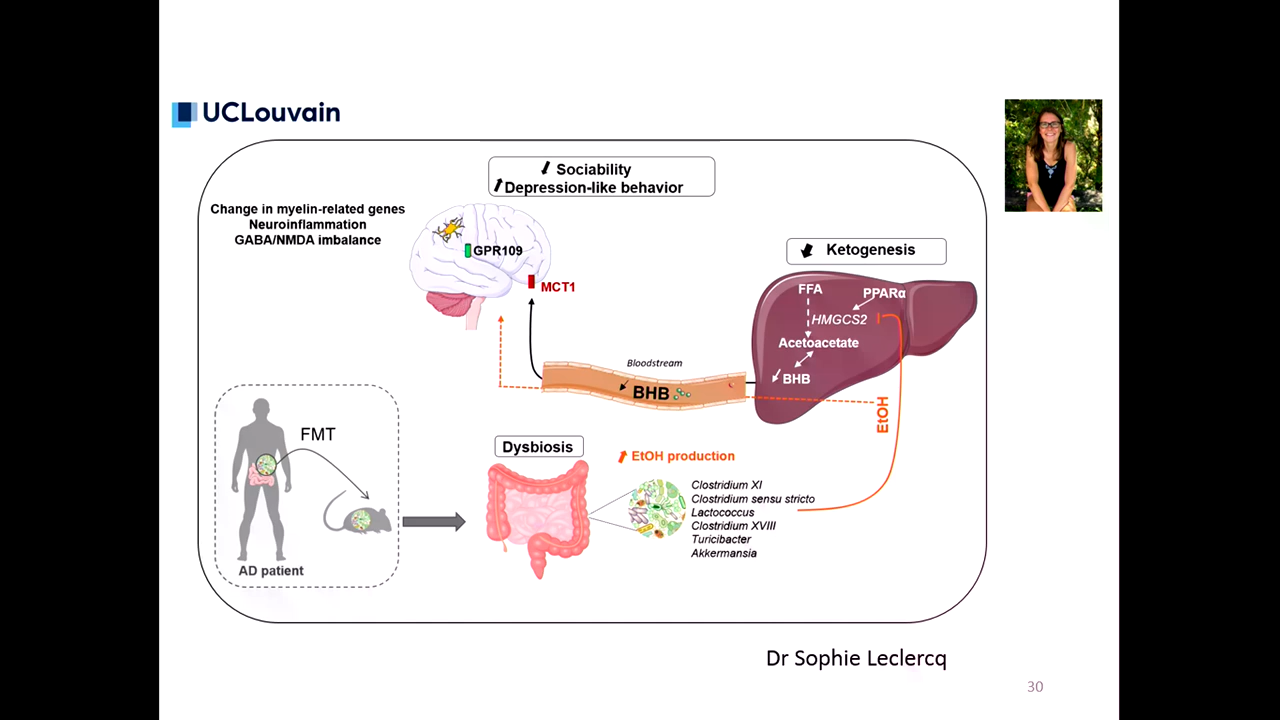 UCLouvain
Sociability
Depression-like behavior
Change in myelin-related genes
Neuroinflammation
GABA/NMDA imbalance
GPR109
MCT1
Ketogenesis
FFA
PPARα
HMGCS2
Acetoacetate
BHB
Bloodstream
BHB
EtOH
FMT
AD patient
Dysbiosis
EtOH production
Clostridium XI
Clostridium sensu stricto
Lactococcus
Clostridium XVIII
Turicibacter
Akkermansia
Dr Sophie Leclercq
30